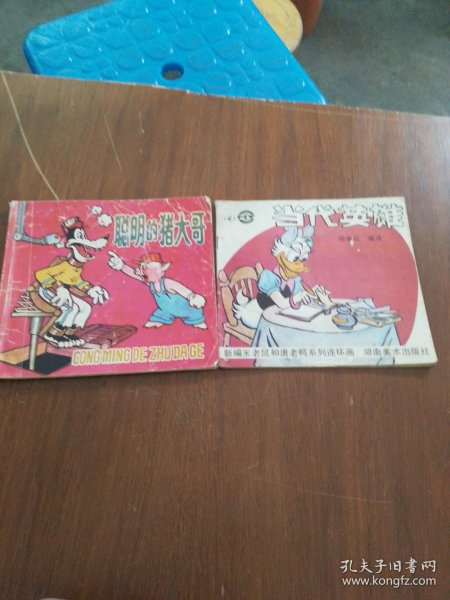 聪明的猪大哥
CONG MING DE ZHU DA GE
当代英雄
编译
新编米老鼠和唐老鸭系列连环画 湖南美术出版社
孔夫子旧书网
www.kongfz.com